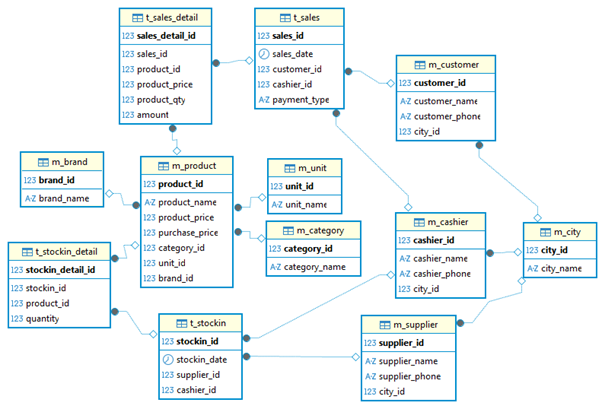 t_sales_detail
123 sales_detail_id
123 sales_id
123 product_id
123 product_price
123 product_qty
123 amount
t_sales
123 sales_id
sales_date
123 customer_id
123 cashier_id
A-Z payment_type
m_customer
123 customer_id
A-Z customer_name
A-Z customer_phone
123 city_id
m_brand
123 brand_id
A-Z brand_name
m_product
123 product_id
A-Z product_name
123 product_price
123 purchase_price
123 category_id
123 unit_id
123 brand_id
m_unit
123 unit_id
A-Z unit_name
m_category
123 category_id
A-Z category_name
m_cashier
123 cashier_id
A-Z cashier_name
A-Z cashier_phone
123 city_id
m_city
123 city_id
A-Z city_name
t_stockin_detail
123 stockin_detail_id
123 stockin_id
123 product_id
123 quantity
t_stockin
123 stockin_id
stockin_date
123 supplier_id
123 cashier_id
m_supplier
123 supplier_id
A-Z supplier_name
A-Z supplier_phone
123 city_id